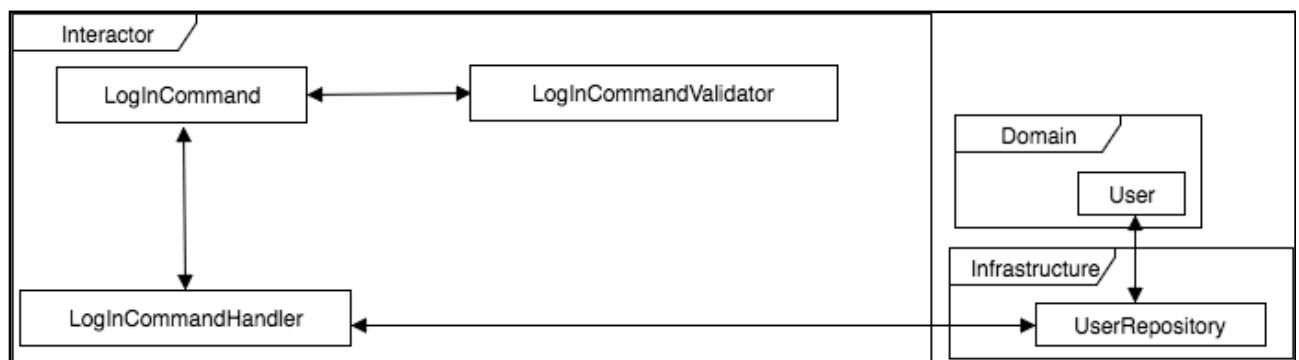 Interactor
LogInCommand
LogInCommandValidator
Domain
User
Infrastructure
LogInCommandHandler
UserRepository